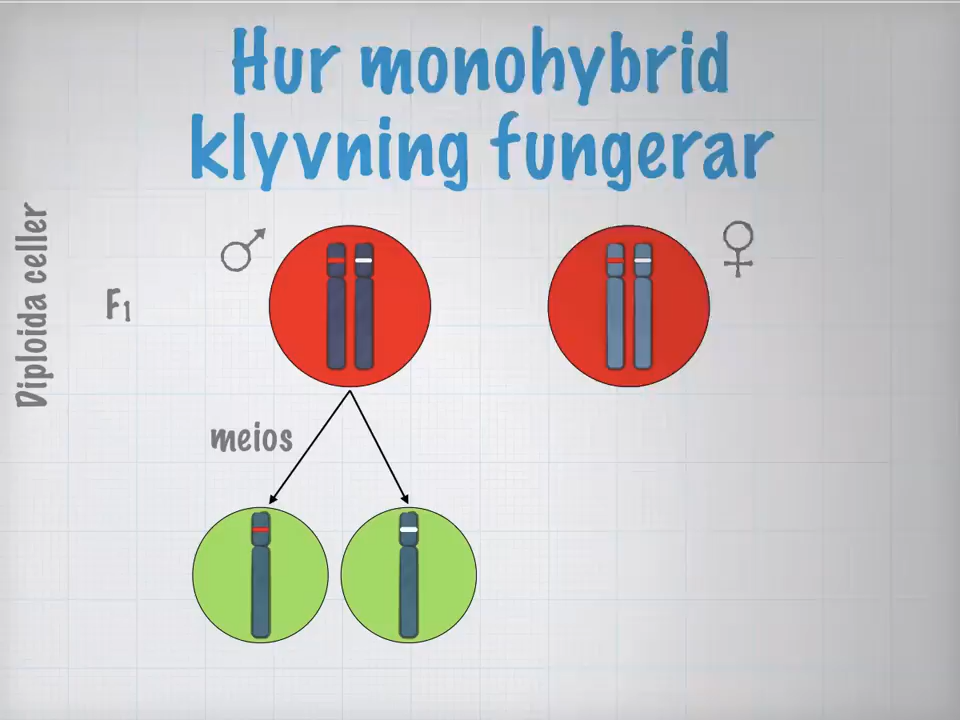 Hur monohybrid
klyvning fungerar
Diploida celler
F1
meios